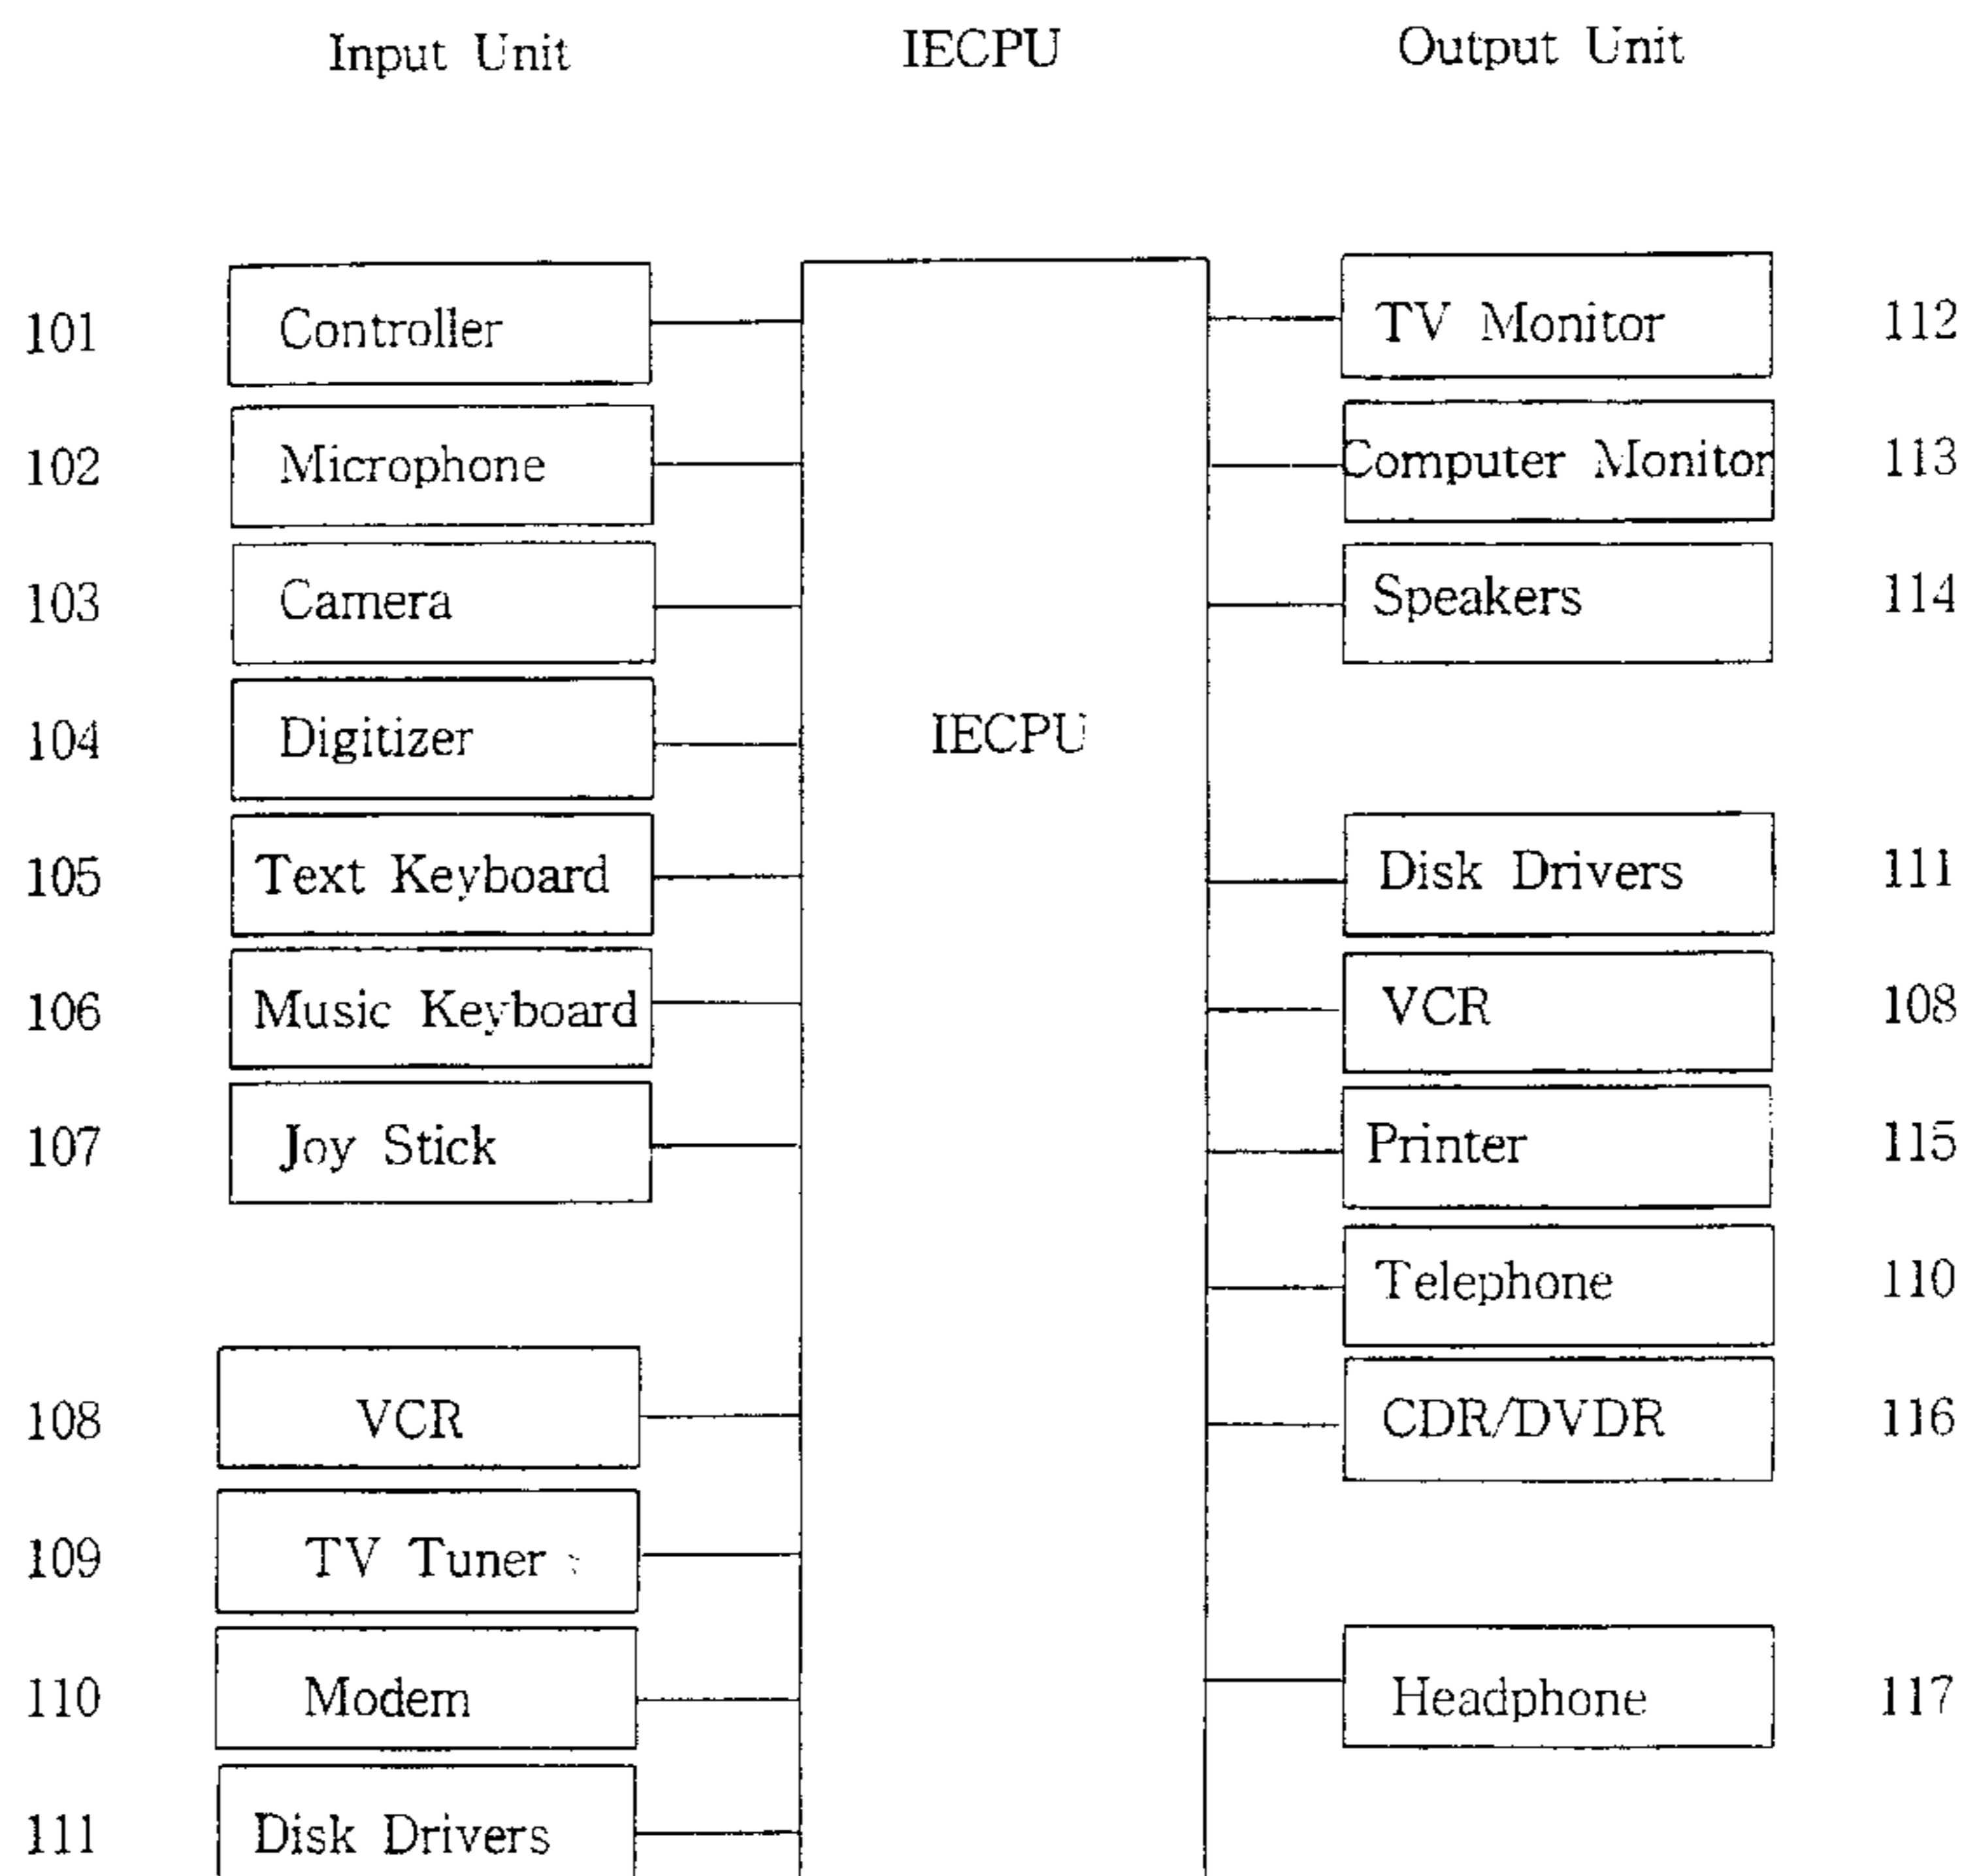 Input Unit IECPU Output Unit
101 Controller TV Monitor 112
102 Microphone Computer Monitor 113
103 Camera Speakers 114
104 Digitizer IECPU
105 Text Keyboard Disk Drivers 111
106 Music Keyboard VCR 108
107 Joy Stick Printer 115
Telephone 110
108 VCR CDR/DVDR 116
109 TV Tuner
110 Modem Headphone 117
111 Disk Drivers